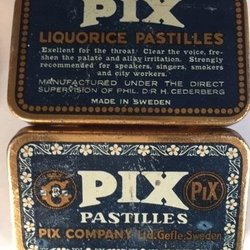 PIX
LIQUORICE PASTILLES
Exellent for the throat. Clear the voice, fre-
shen the palate and allay irritation. Strongly
recommended for speakers, singers, smokers
and city workers.
MANUFACTURED UNDER THE DIRECT
SUPERVISION OF PHIL. D:R H. CEDERBERG
MADE IN SWEDEN
PIX
PIX
PASTILLES
PIX COMPANY Ltd. Gefle, Sweden